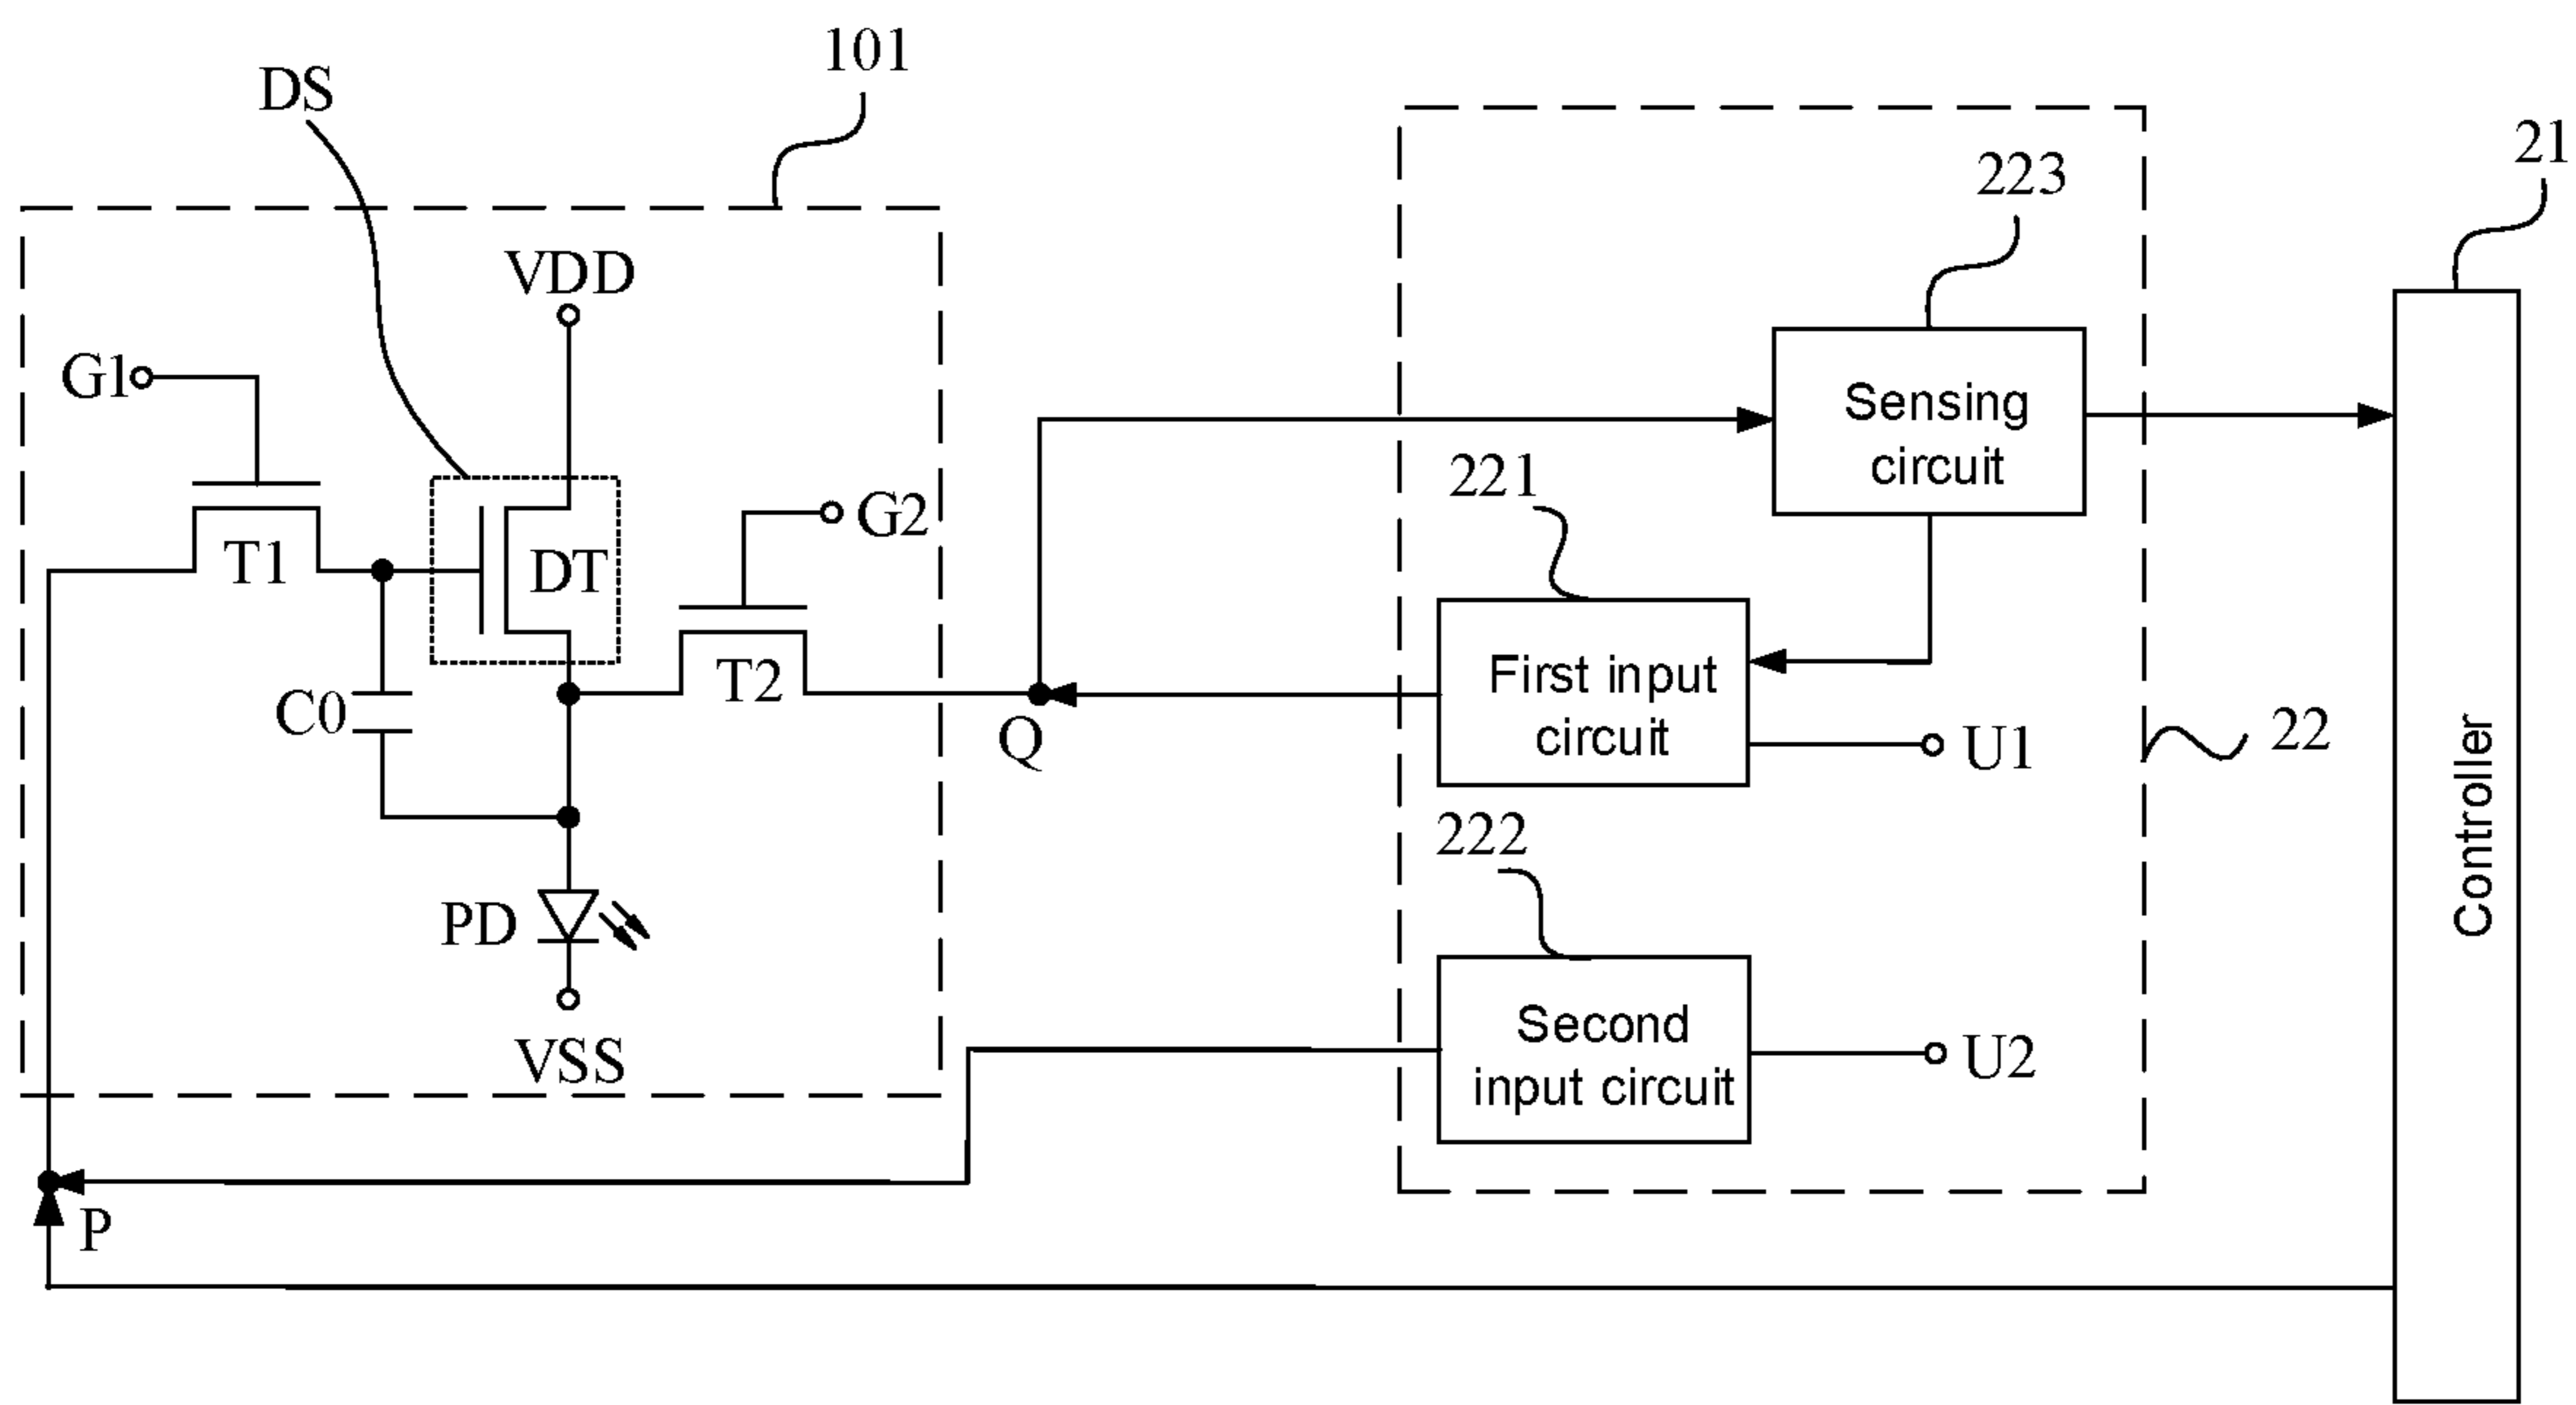 101
DS
21
223
VDD
G1
Sensing
circuit
221
G2
T1
DT
T2
First input
circuit
C0
Q
U1
22
Controller
222
PD
Second
input circuit
U2
VSS
P